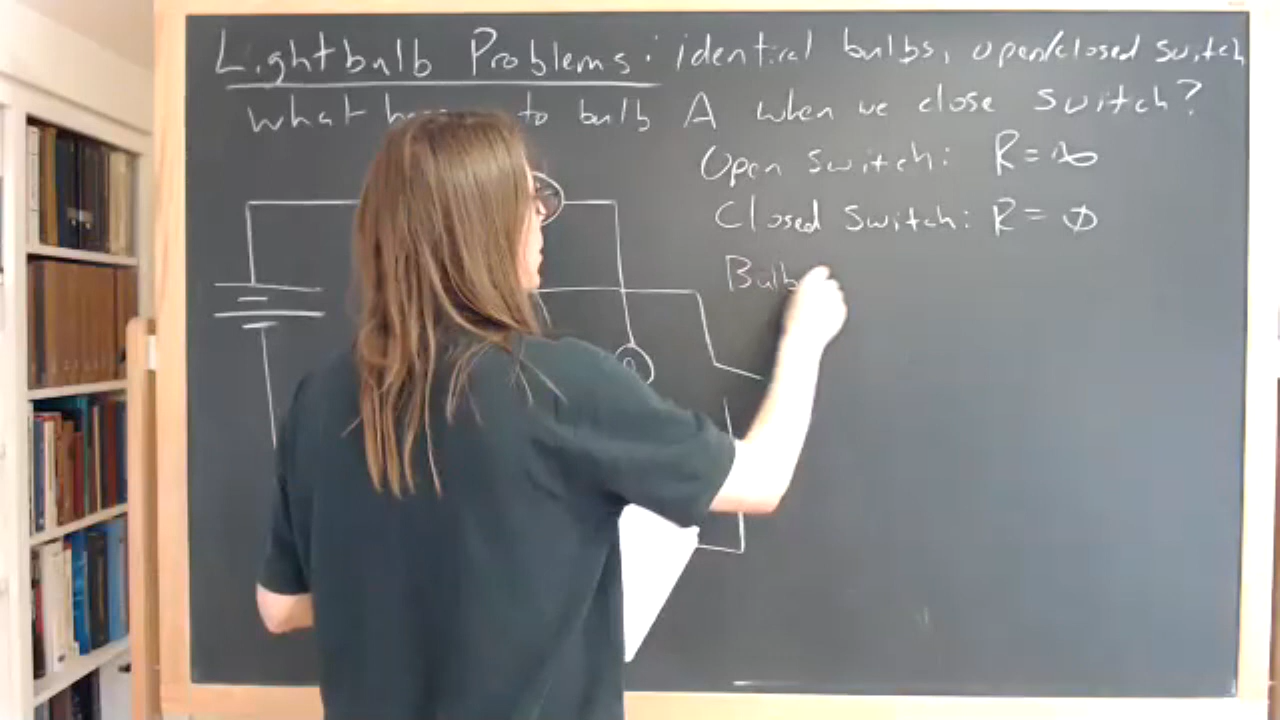 Lightbulb Problems: identical bulbs, open/closed switch
what to bulb A when we close switch?
Open switch: R=∞
Closed Switch: R= ∅
Bulb